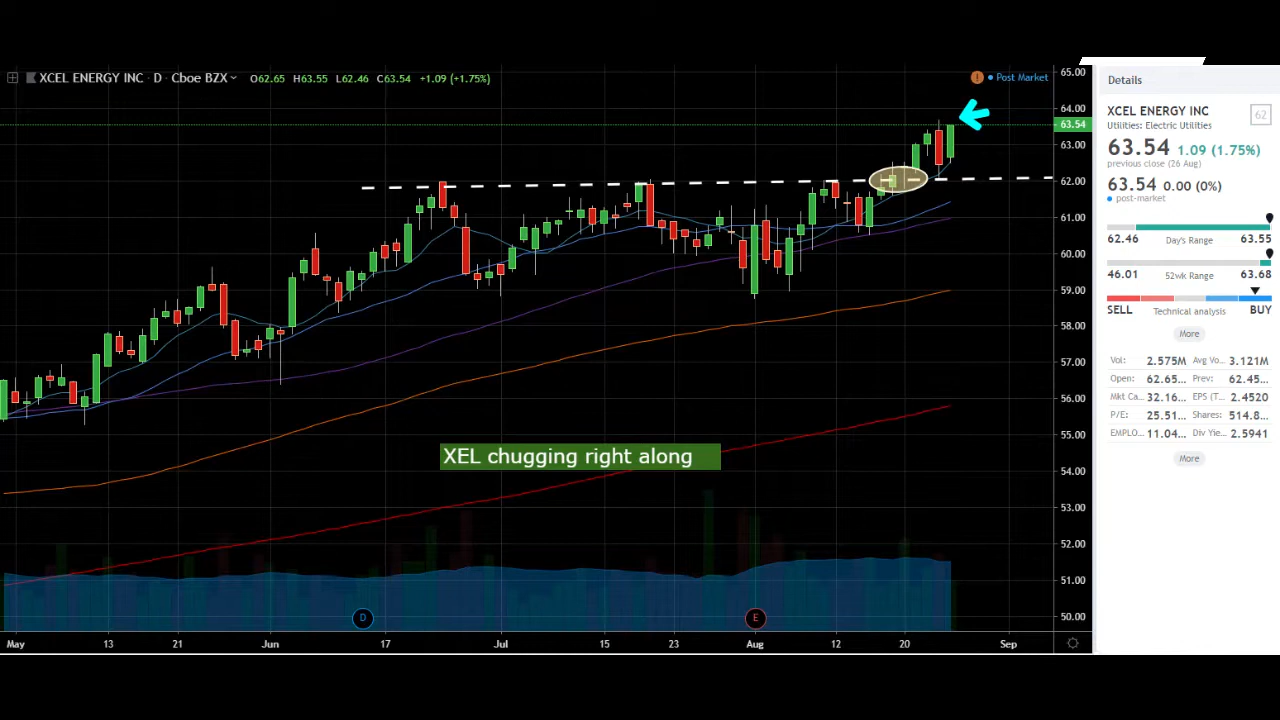 XCEL ENERGY INC · D · Cboe BZX O62.65 H63.55 L62.46 C63.54 +1.09 (+1.75%)
! Post Market
65.00
64.00
63.54
63.00
62.00
61.00
60.00
59.00
58.00
57.00
56.00
55.00
54.00
53.00
52.00
51.00
50.00
XEL chugging right along
D E
May 13 21 Jun 17 Jul 15 23 Aug 12 20 Sep
Details
XCEL ENERGY INC 62
Utilities: Electric Utilities
63.54 1.09 (1.75%)
previous close (26 Aug)
63.54 0.00 (0%)
post-market
62.46 Day's Range 63.55
46.01 52wk Range 63.68
SELL Technical analysis BUY
More
Vol: 2.575M Avg Vo... 3.121M
Open: 62.65... Prev: 62.45...
Mkt Ca... 32.16... EPS (T... 2.4520
P/E: 25.51... Shares: 514.8...
EMPLO... 11.04... Div Yie... 2.5941
More